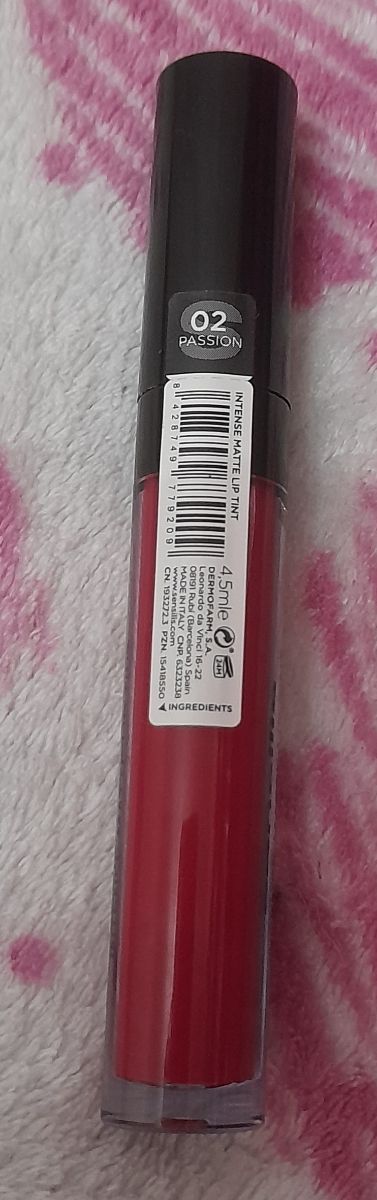 02
PASSION
INTENSE MATTE LIP TINT
8 428749 779209
4,5mle
24M
DERMOFARM, S.A.
Leonardo da Vinci 16-22
08191 Rubí (Barcelona) Spain
MADE IN ITALY CNP. 6323238
www.sensilis.com
CN. 193272.3 PZN. 15418550
INGREDIENTS